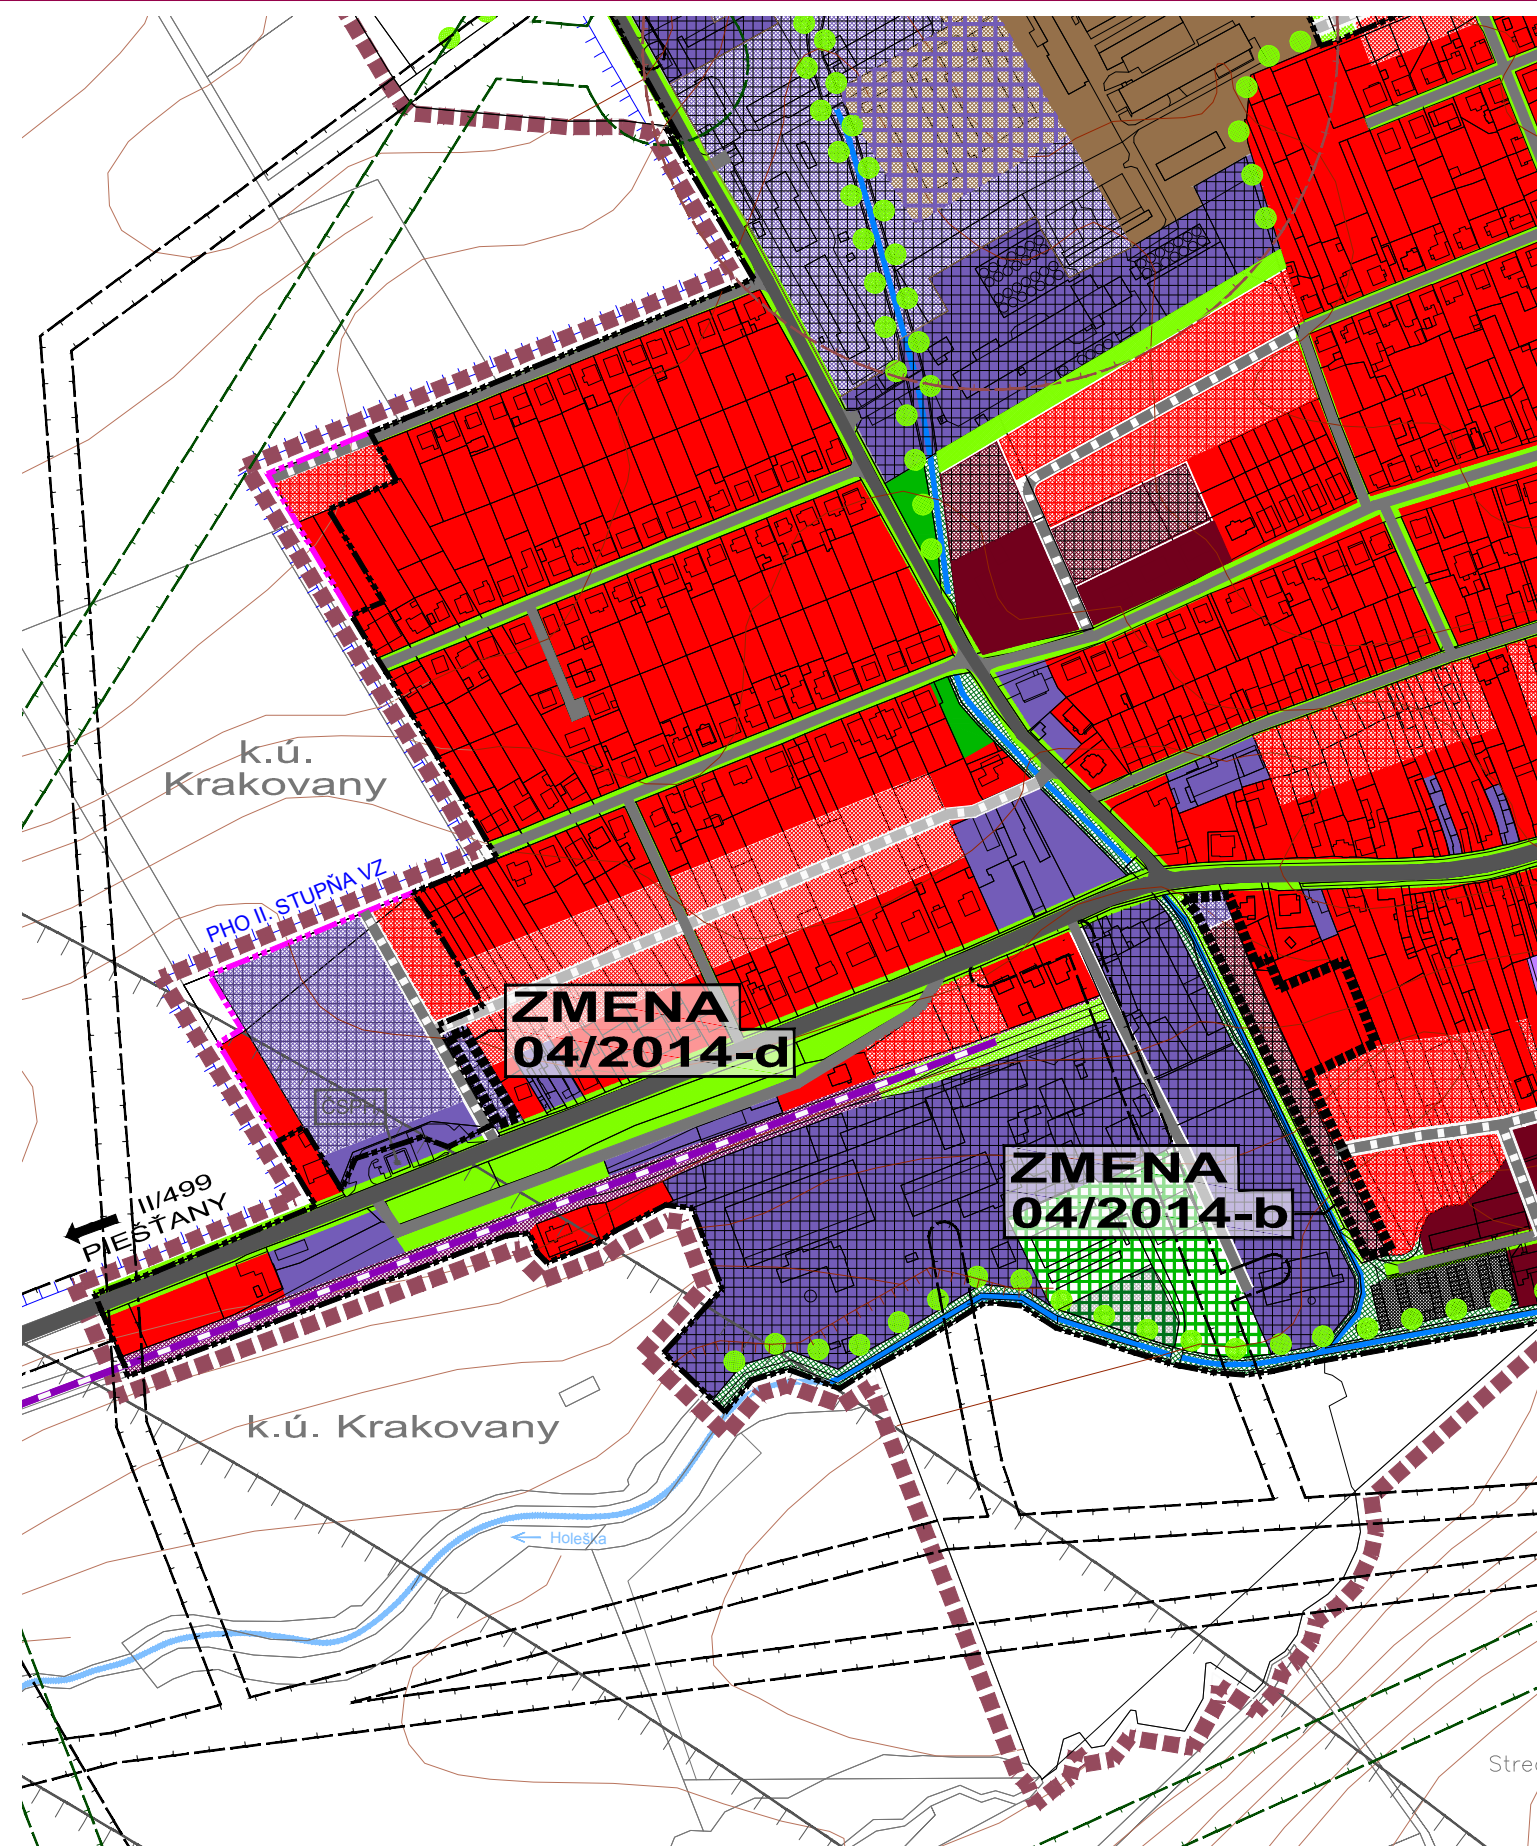 k.ú.
Krakovany
PHO II. STUPŇA VZ
ZMENA
04/2014-d
ČSPH
II/499
PIEŠŤANY
ZMENA
04/2014-b
k.ú. Krakovany
Holeška